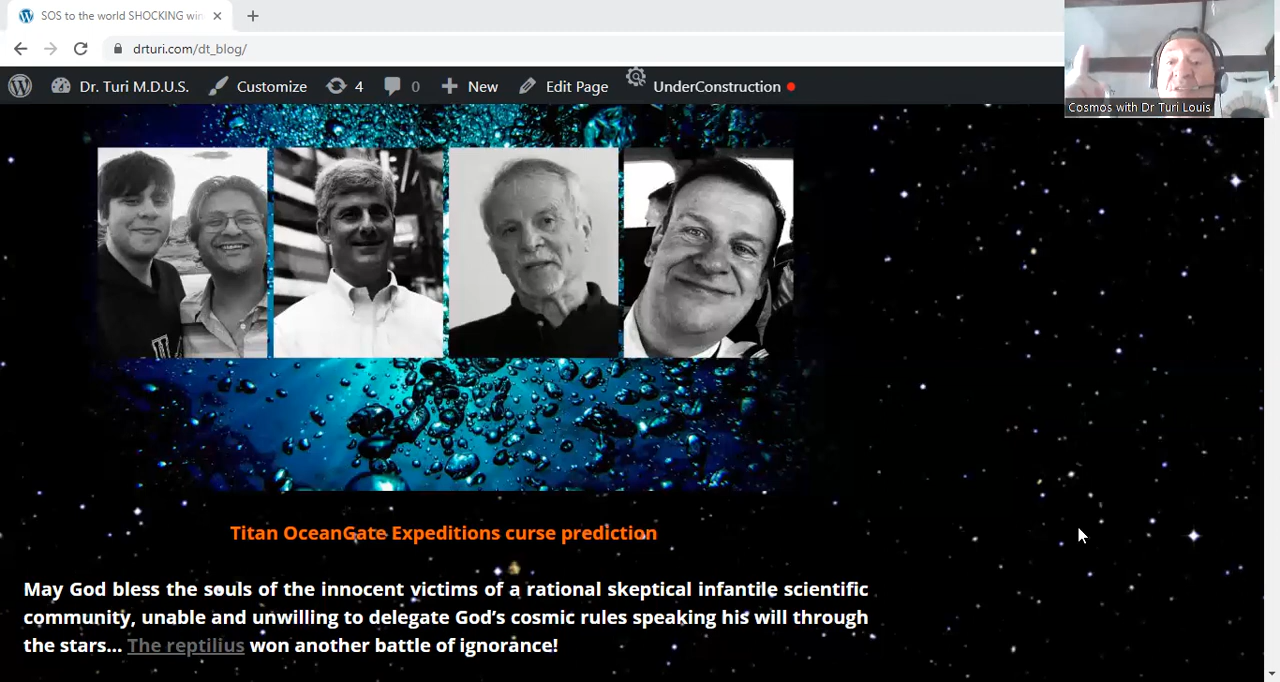 SOS to the world SHOCKING win
drturi.com/dt_blog/
Dr. Turi M.D.U.S. Customize 4 0 New Edit Page UnderConstruction
Cosmos with Dr Turi Louis
Titan OceanGate Expeditions curse prediction
May God bless the souls of the innocent victims of a rational skeptical infantile scientific
community, unable and unwilling to delegate God's cosmic rules speaking his will through
the stars... The reptilius won another battle of ignorance!